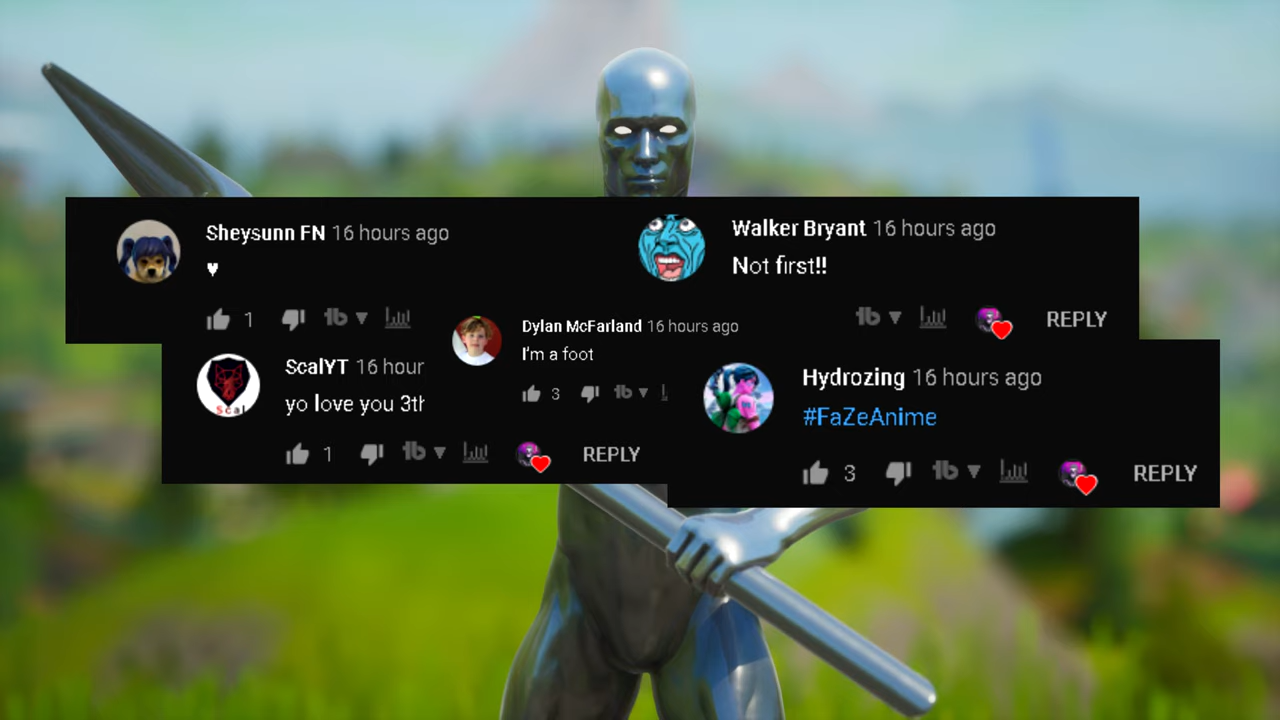 Sheysunn FN 16 hours ago
♥
1
Walker Bryant 16 hours ago
Not first!!
REPLY
Dylan McFarland 16 hours ago
I'm a foot
3
ScalYT 16 hour
yo love you 3th
1
REPLY
Hydrozing 16 hours ago
#FaZeAnime
3
REPLY
Scal